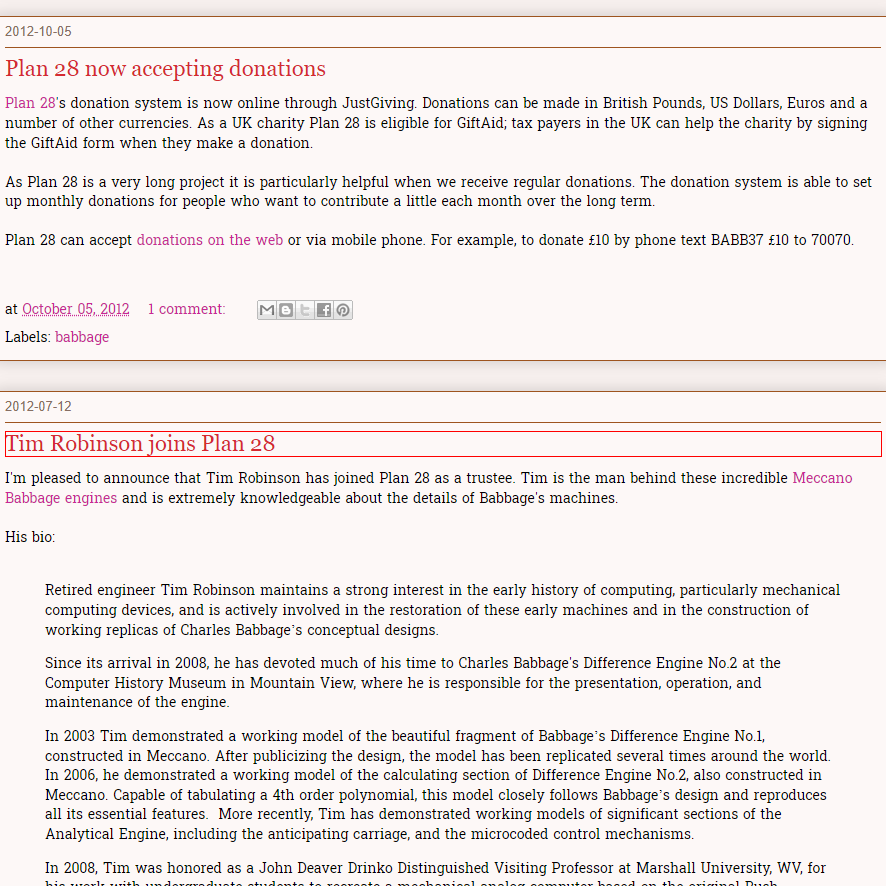 2012-10-05
Plan 28 now accepting donations
Plan 28's donation system is now online through JustGiving. Donations can be made in British Pounds, US Dollars, Euros and a
number of other currencies. As a UK charity Plan 28 is eligible for GiftAid; tax payers in the UK can help the charity by signing
the GiftAid form when they make a donation.
As Plan 28 is a very long project it is particularly helpful when we receive regular donations. The donation system is able to set
up monthly donations for people who want to contribute a little each month over the long term.
Plan 28 can accept donations on the web or via mobile phone. For example, to donate £10 by phone text BABB37 £10 to 70070.
at October 05, 2012 1 comment:
Labels: babbage
2012-07-12
Tim Robinson joins Plan 28
I'm pleased to announce that Tim Robinson has joined Plan 28 as a trustee. Tim is the man behind these incredible Meccano
Babbage engines and is extremely knowledgeable about the details of Babbage's machines.
His bio:
Retired engineer Tim Robinson maintains a strong interest in the early history of computing, particularly mechanical
computing devices, and is actively involved in the restoration of these early machines and in the construction of
working replicas of Charles Babbage's conceptual designs.
Since its arrival in 2008, he has devoted much of his time to Charles Babbage's Difference Engine No.2 at the
Computer History Museum in Mountain View, where he is responsible for the presentation, operation, and
maintenance of the engine.
In 2003 Tim demonstrated a working model of the beautiful fragment of Babbage's Difference Engine No.1,
constructed in Meccano. After publicizing the design, the model has been replicated several times around the world.
In 2006, he demonstrated a working model of the calculating section of Difference Engine No.2, also constructed in
Meccano. Capable of tabulating a 4th order polynomial, this model closely follows Babbage's design and reproduces
all its essential features.  More recently, Tim has demonstrated working models of significant sections of the
Analytical Engine, including the anticipating carriage, and the microcoded control mechanisms.
In 2008, Tim was honored as a John Deaver Drinko Distinguished Visiting Professor at Marshall University, WV, for
his work with undergraduate students to recreate a mechanical analog computer based on the original Bush